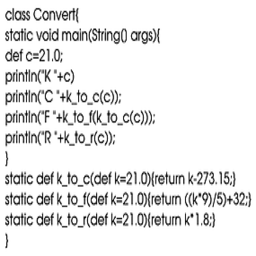 class Convert{
static void main(String() args){
def c=21.0;
println("K "+c)
println("C "+k_to_c(c));
println("F "+k_to_f(k_to_c(c)));
println("R "+k_to_r(c));
}
static def k_to_c(def k=21.0){return k-273.15;}
static def k_to_f(def k=21.0){return ((k*9)/5)+32;}
static def k_to_r(def k=21.0){return k*1.8;}
}